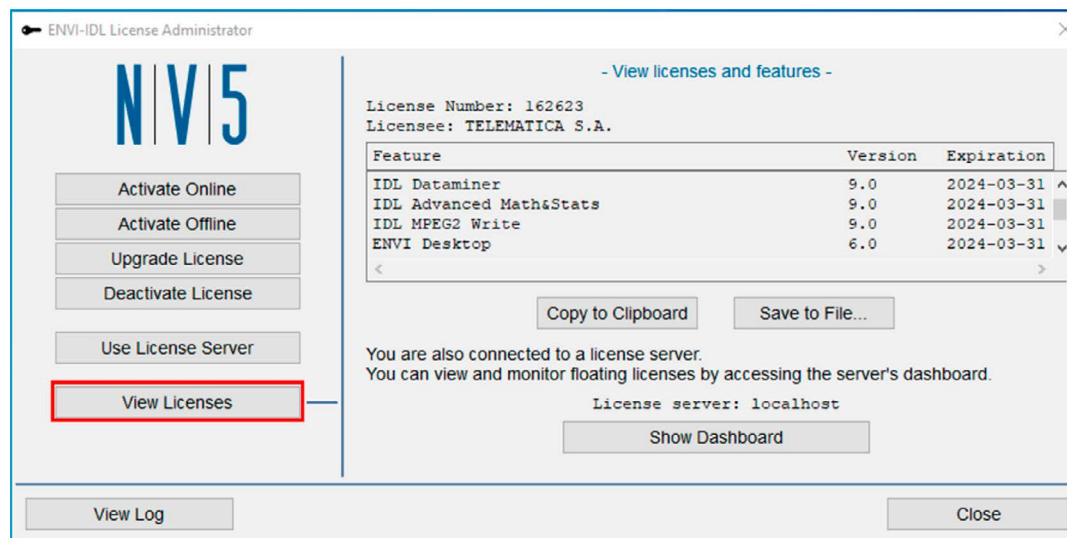 ENVI-IDL License Administrator
NV5
Activate Online
Activate Offline
Upgrade License
Deactivate License
Use License Server
View Licenses
- View licenses and features -
License Number: 162623
Licensee: TELEMATICA S.A.
Feature Version Expiration
IDL Dataminer 9.0 2024-03-31
IDL Advanced Math&Stats 9.0 2024-03-31
IDL MPEG2 Write 9.0 2024-03-31
ENVI Desktop 6.0 2024-03-31
Copy to Clipboard Save to File...
You are also connected to a license server.
You can view and monitor floating licenses by accessing the server's dashboard.
License server: localhost
Show Dashboard
View Log Close